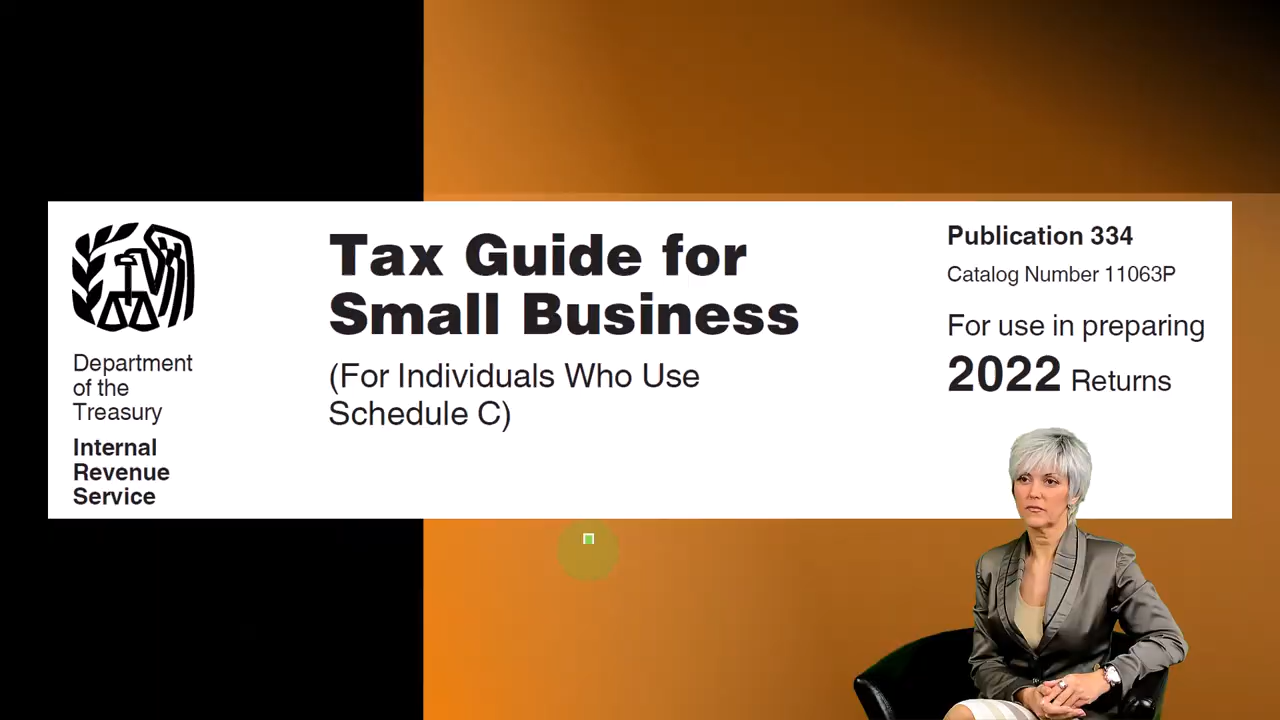 Department
of the
Treasury
Internal
Revenue
Service
Tax Guide for
Small Business
(For Individuals Who Use
Schedule C)
Publication 334
Catalog Number 11063P
For use in preparing
2022 Returns